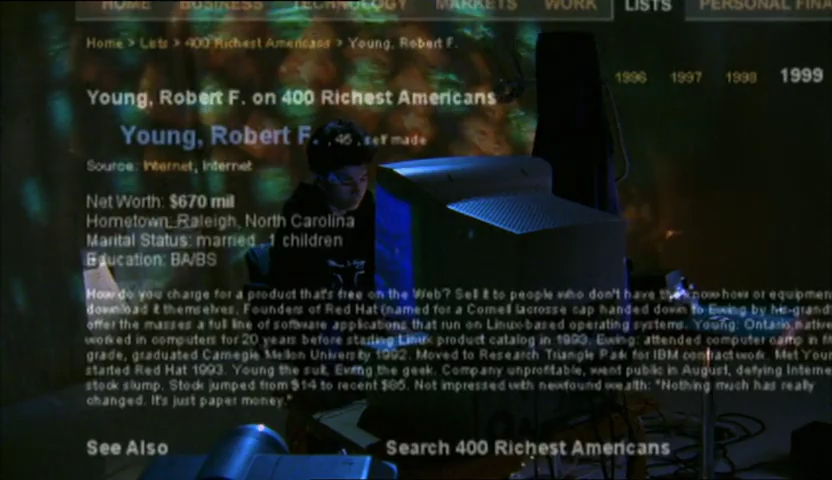 HOME BUSINESS TECHNOLOGY MARKETS WORK LISTS PERSONAL FINA
Home > Lists > 400 Richest Americans > Young, Robert F.
1996 1997 1998 1999
Young, Robert F. on 400 Richest Americans
Young, Robert F. , 46 , self made
Source: Internet, Internet
Net Worth: $670 mil
Hometown: Raleigh, North Carolina
Marital Status: married , 1 children
Education: BA/BS
How do you charge for a product that's free on the Web? Sell it to people who don't have the know how or equipmen
download it themselves. Founders of Red Hat (named for a Cornell lacrosse cap handed down to Ewing by his grand
offer the masses a full line of software applications that run on Linux-based operating systems. Young: Ontario native
worked in computers for 20 years before starting Linux product catalog in 1993. Ewing: attended computer camp in
grade, graduated Carnegie Mellon University 1992. Moved to Research Triangle Park for IBM contract work. Met You
started Red Hat 1993. Young the suit, Ewing the geek. Company unprofitable, went public in August, defying Interne
stock slump. Stock jumped from $14 to recent $85. Not impressed with newfound wealth: "Nothing much has really
changed. It's just paper money."
See Also Search 400 Richest Americans